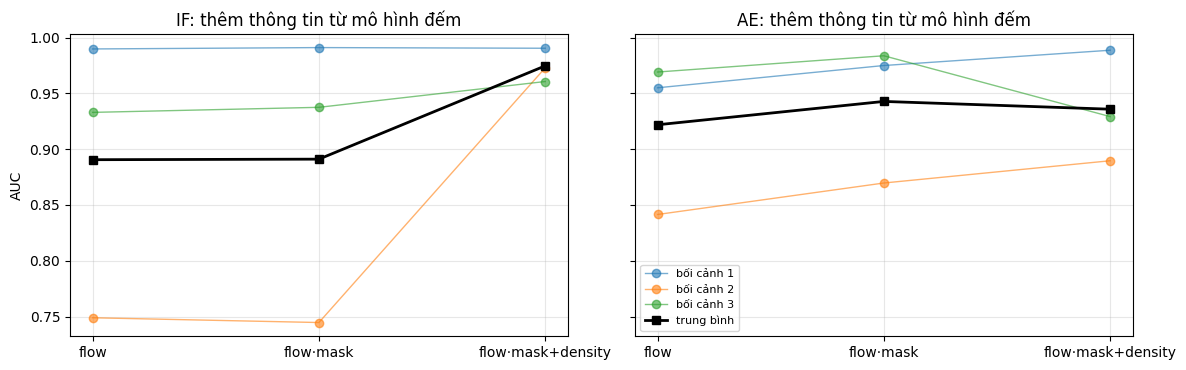 IF: thêm thông tin từ mô hình đếm
AUC
1.00
0.95
0.90
0.85
0.80
0.75
flow
flow·mask
flow·mask+density
AE: thêm thông tin từ mô hình đếm
bối cảnh 1
bối cảnh 2
bối cảnh 3
trung bình
flow
flow·mask
flow·mask+density